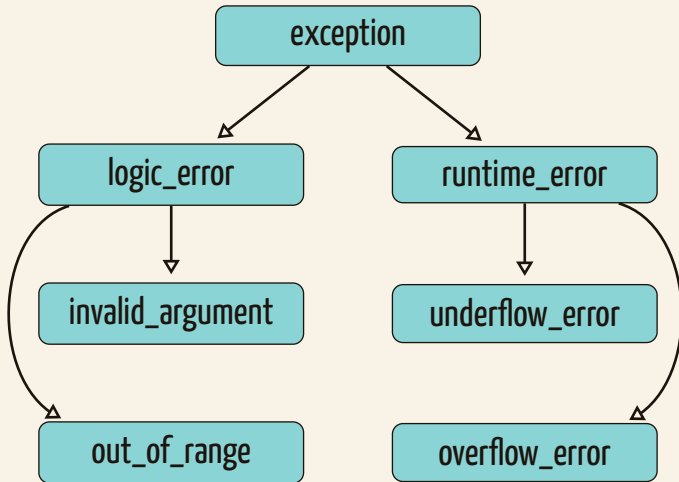 exception
logic_error
runtime_error
invalid_argument
underflow_error
out_of_range
overflow_error